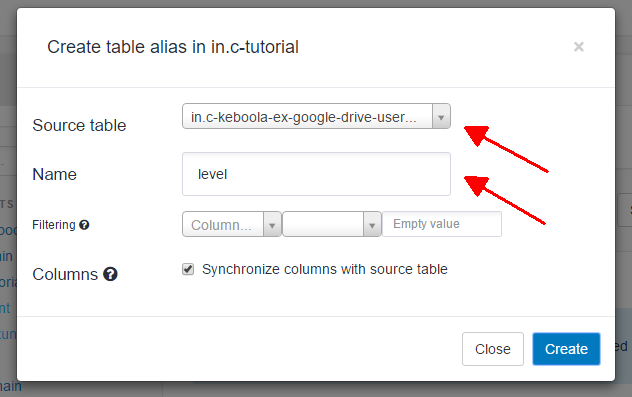 Create table alias in in.c-tutorial ×
Source table in.c-keboola-ex-google-drive-user...
Name level
Filtering ? Column... Empty value
Columns ? Synchronize columns with source table
Close Create